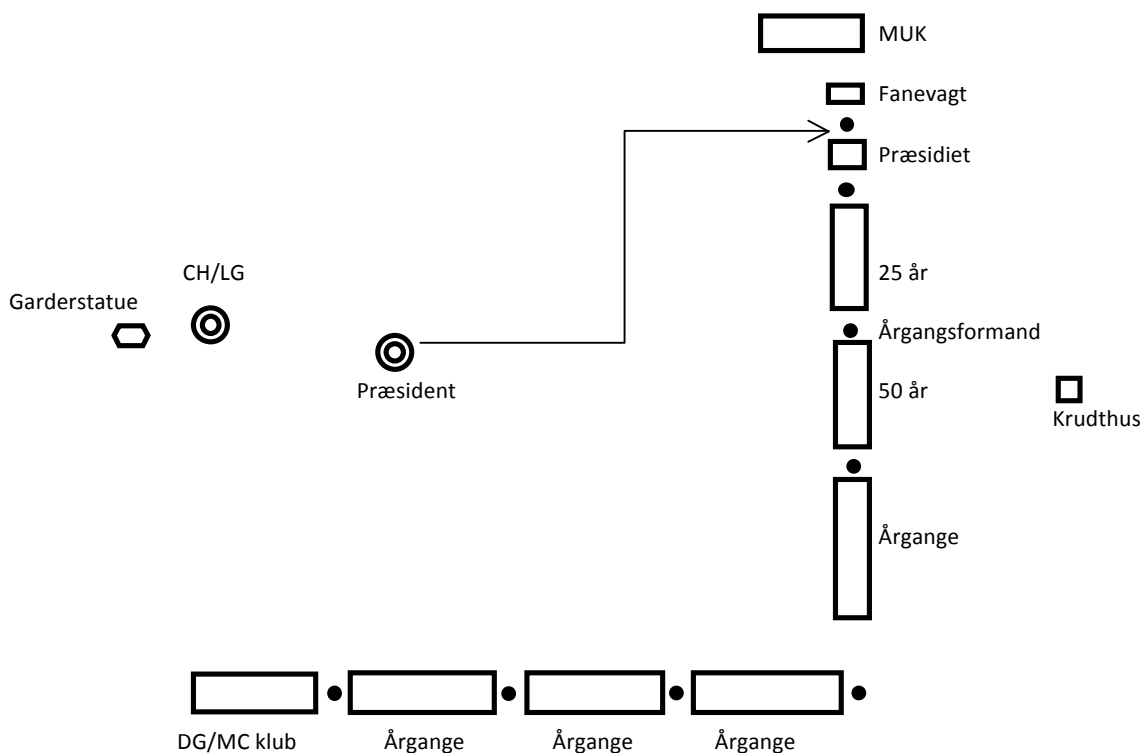 MUK
Fanevagt
Præsidiet
CH/LG
25 år
Garderstatue
Årgangsformand
Præsident
50 år
Krudthus
Årgange
DG/MC klub
Årgange
Årgange
Årgange